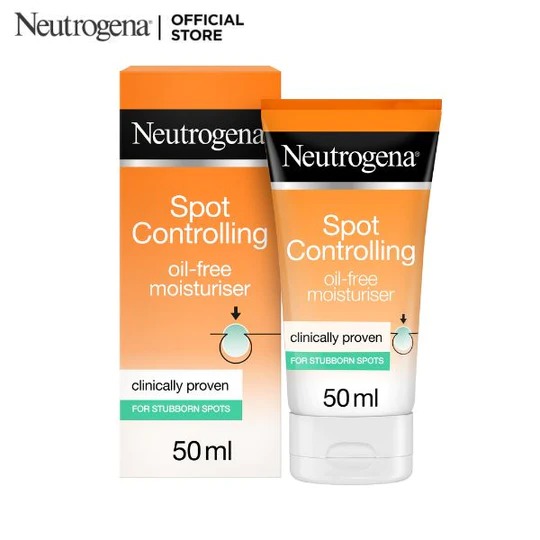 Neutrogena® | OFFICIAL
STORE
Neutrogena
Spot
Controlling
oil-free
moisturiser
clinically proven
FOR STUBBORN SPOTS
50 ml
Neutrogena®
Spot
Controlling
oil-free
moisturiser
clinically proven
FOR STUBBORN SPOTS
50 ml